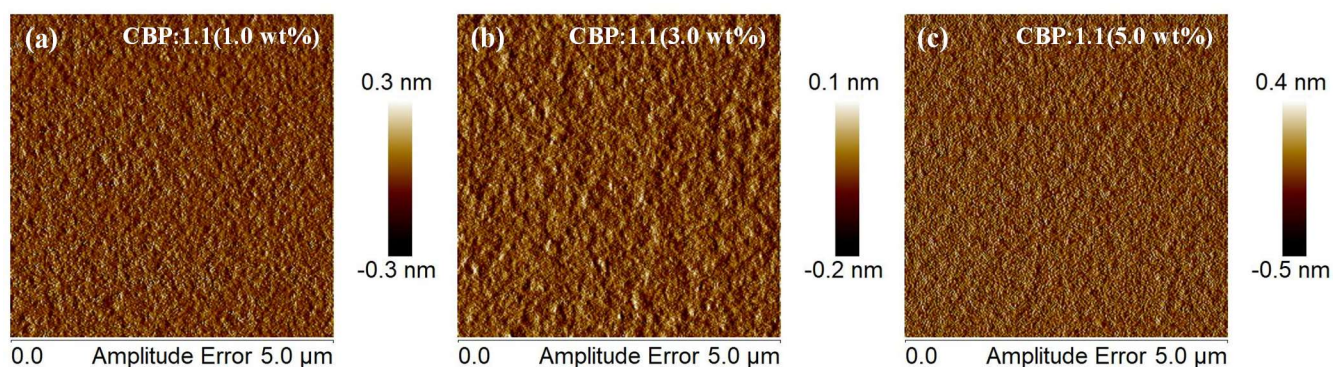 (a) CBP:1.1(1.0 wt%)
0.3 nm
-0.3 nm
0.0 Amplitude Error 5.0 µm
(b) CBP:1.1(3.0 wt%)
0.1 nm
-0.2 nm
0.0 Amplitude Error 5.0 µm
(c) CBP:1.1(5.0 wt%)
0.4 nm
-0.5 nm
0.0 Amplitude Error 5.0 µm